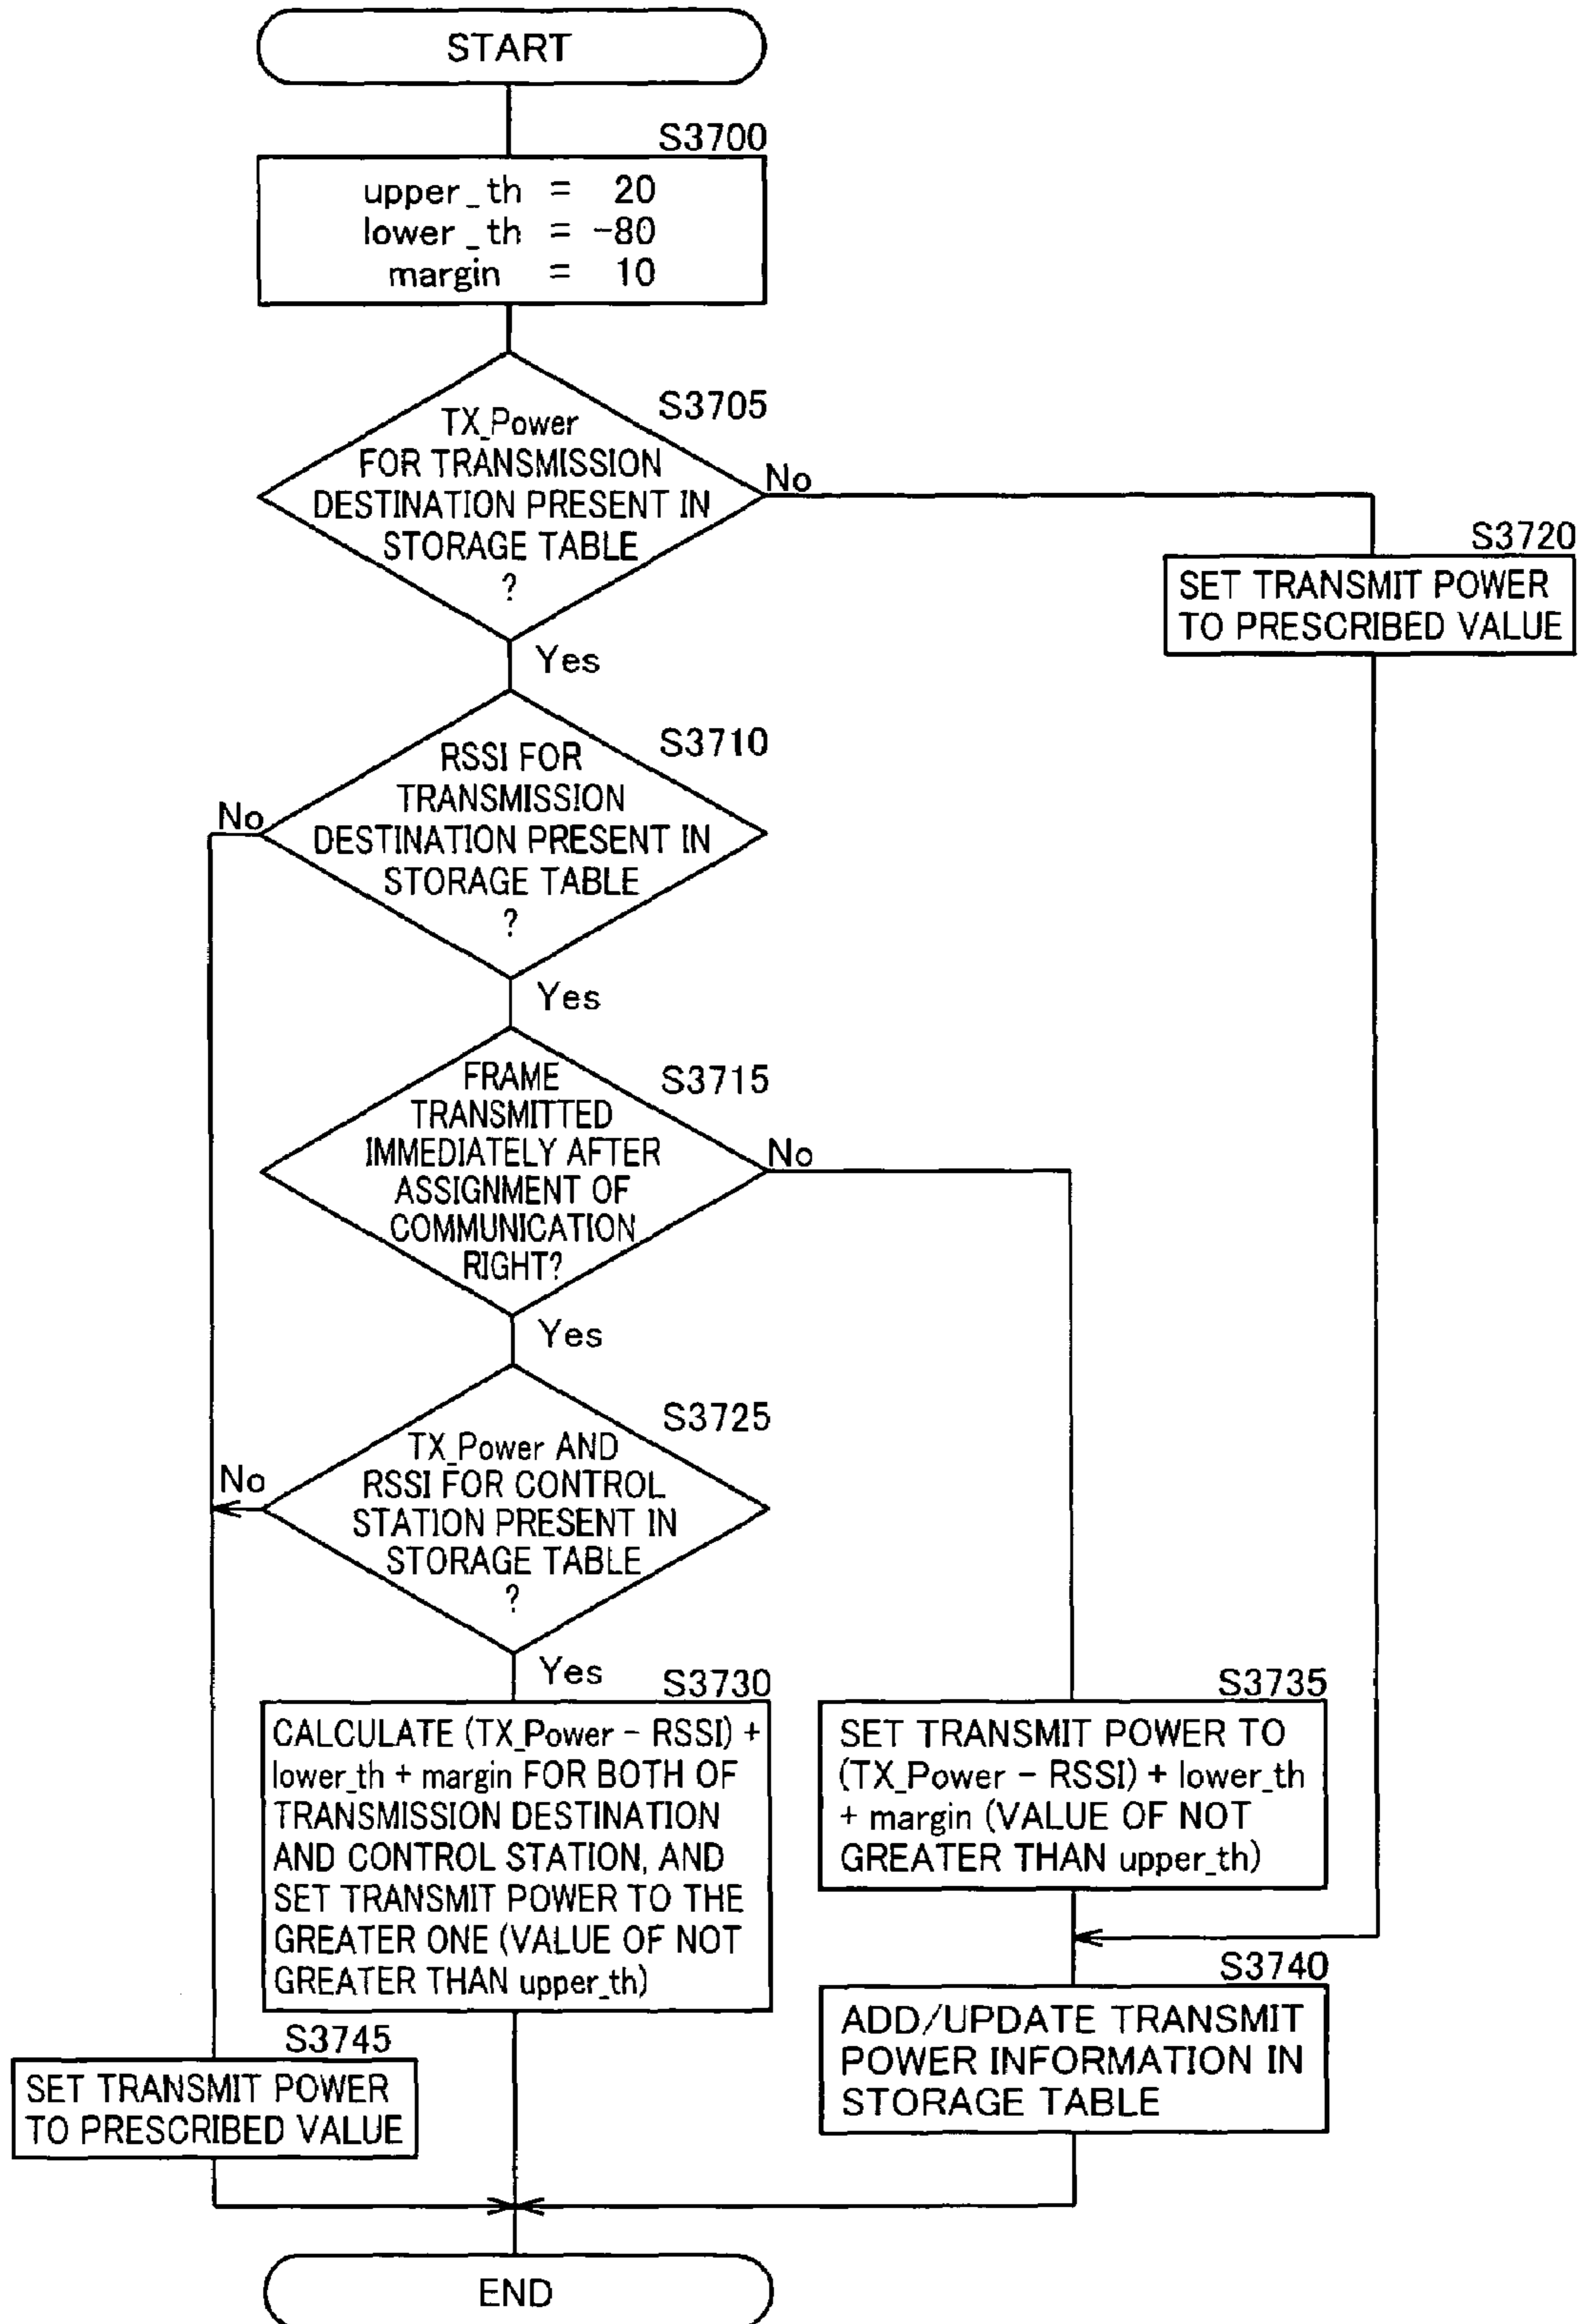 START
S3700
upper_th = 20
lower_th = -80
margin = 10
S3705
TX_Power
FOR TRANSMISSION
DESTINATION PRESENT IN
STORAGE TABLE
?
No
Yes
S3720
SET TRANSMIT POWER
TO PRESCRIBED VALUE
S3710
RSSI FOR
TRANSMISSION
DESTINATION PRESENT IN
STORAGE TABLE
?
No
Yes
S3715
FRAME
TRANSMITTED
IMMEDIATELY AFTER
ASSIGNMENT OF
COMMUNICATION
RIGHT?
No
Yes
S3725
TX_Power AND
RSSI FOR CONTROL
STATION PRESENT IN
STORAGE TABLE
?
No
Yes
S3730
CALCULATE (TX_Power - RSSI) +
lower_th + margin FOR BOTH OF
TRANSMISSION DESTINATION
AND CONTROL STATION, AND
SET TRANSMIT POWER TO THE
GREATER ONE (VALUE OF NOT
GREATER THAN upper_th)
S3735
SET TRANSMIT POWER TO
(TX_Power - RSSI) + lower_th
+ margin (VALUE OF NOT
GREATER THAN upper_th)
S3740
ADD/UPDATE TRANSMIT
POWER INFORMATION IN
STORAGE TABLE
S3745
SET TRANSMIT POWER
TO PRESCRIBED VALUE
END